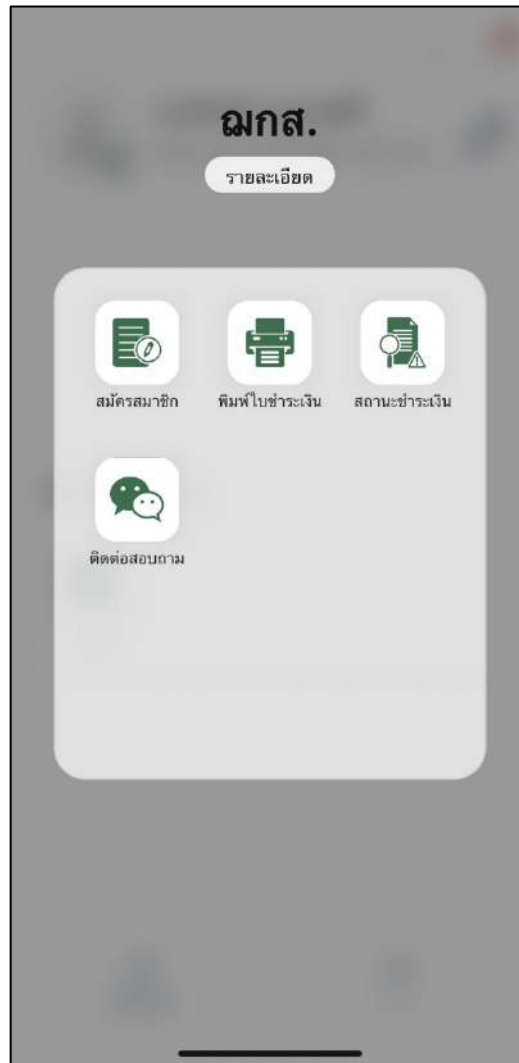 ฌกส.
รายละเอียด
สมัครสมาชิก พิมพ์ใบชำระเงิน สถานะชำระเงิน
ติดต่อสอบถาม